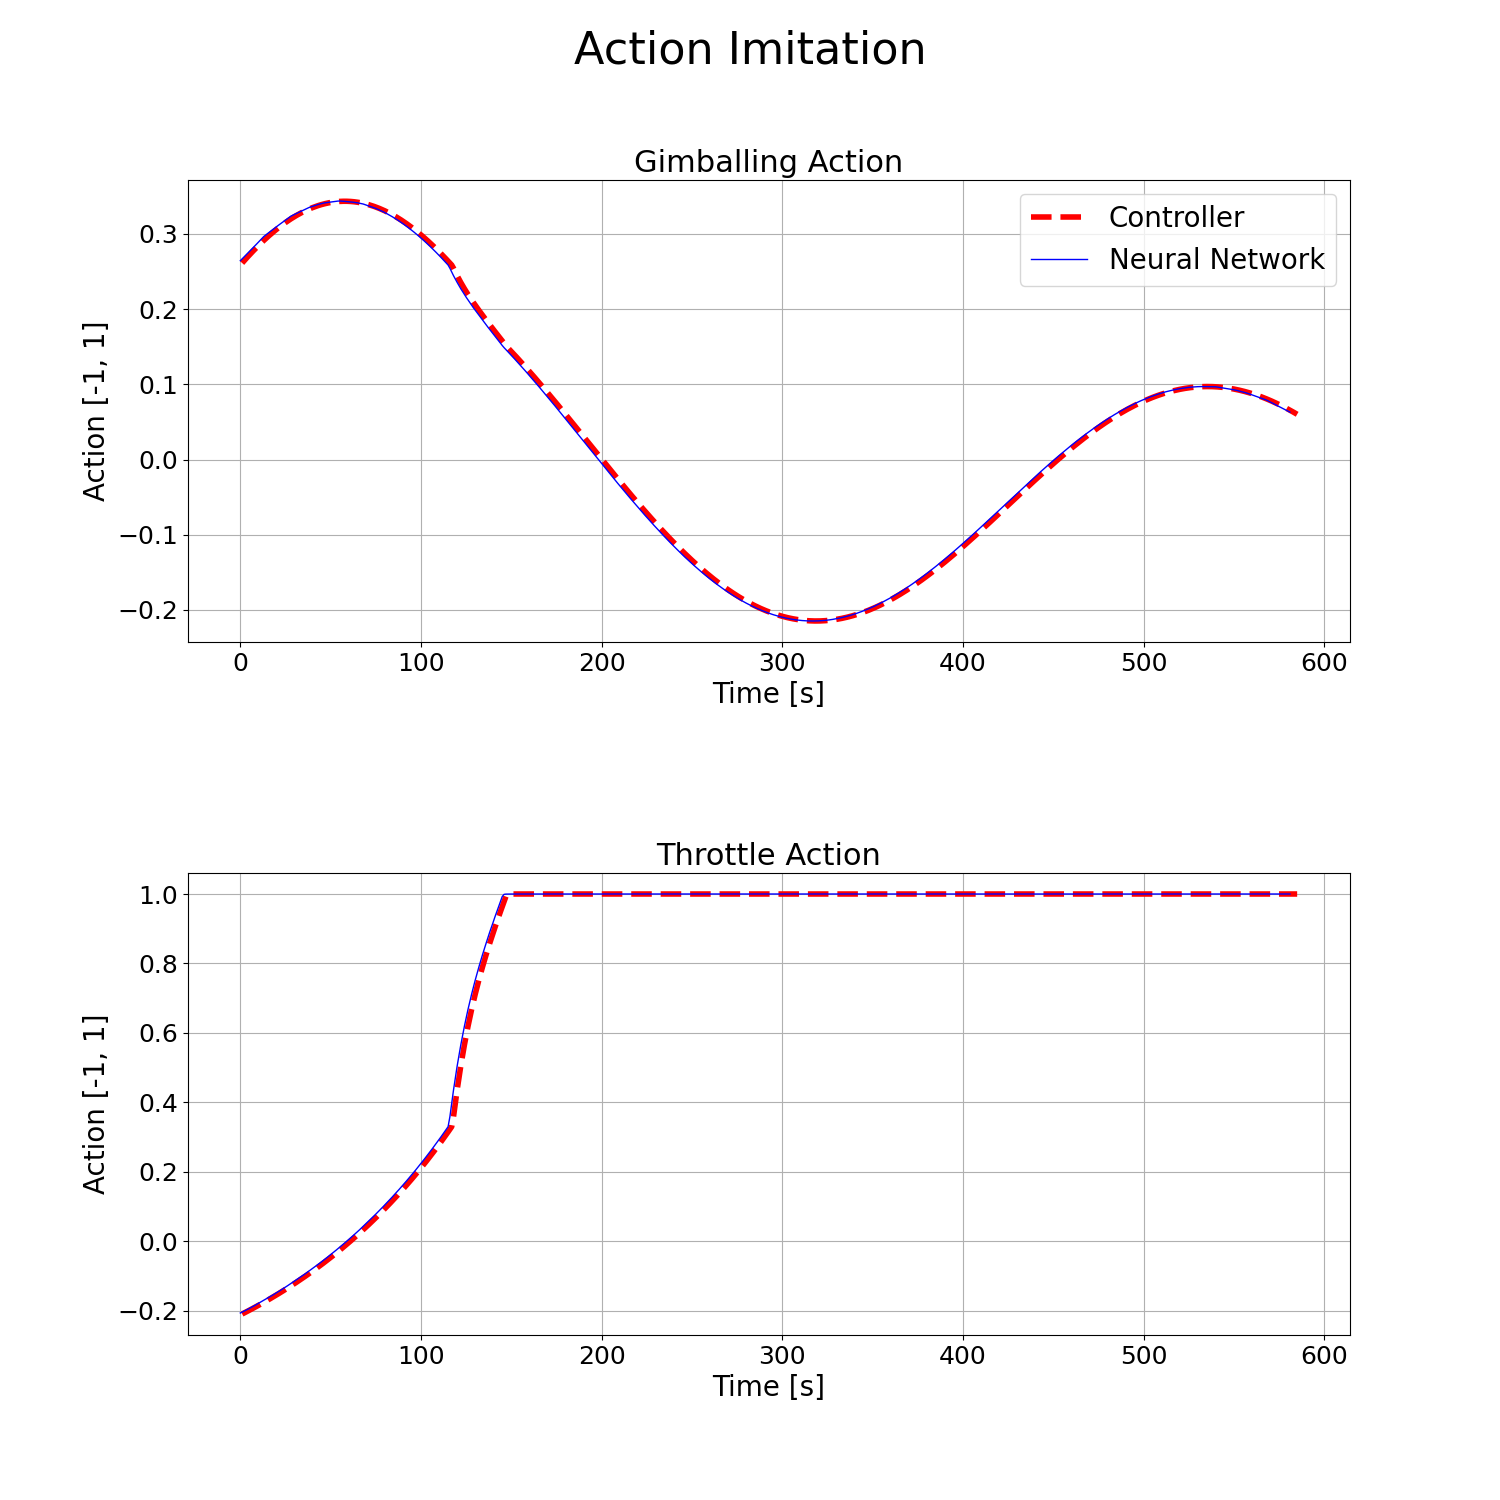 Action Imitation
Gimballing Action
Controller
Neural Network
0.3
0.2
0.1
0.0
−0.1
−0.2
Action [-1, 1]
0 100 200 300 400 500 600
Time [s]
Throttle Action
1.0
0.8
0.6
0.4
0.2
0.0
−0.2
Action [-1, 1]
0 100 200 300 400 500 600
Time [s]